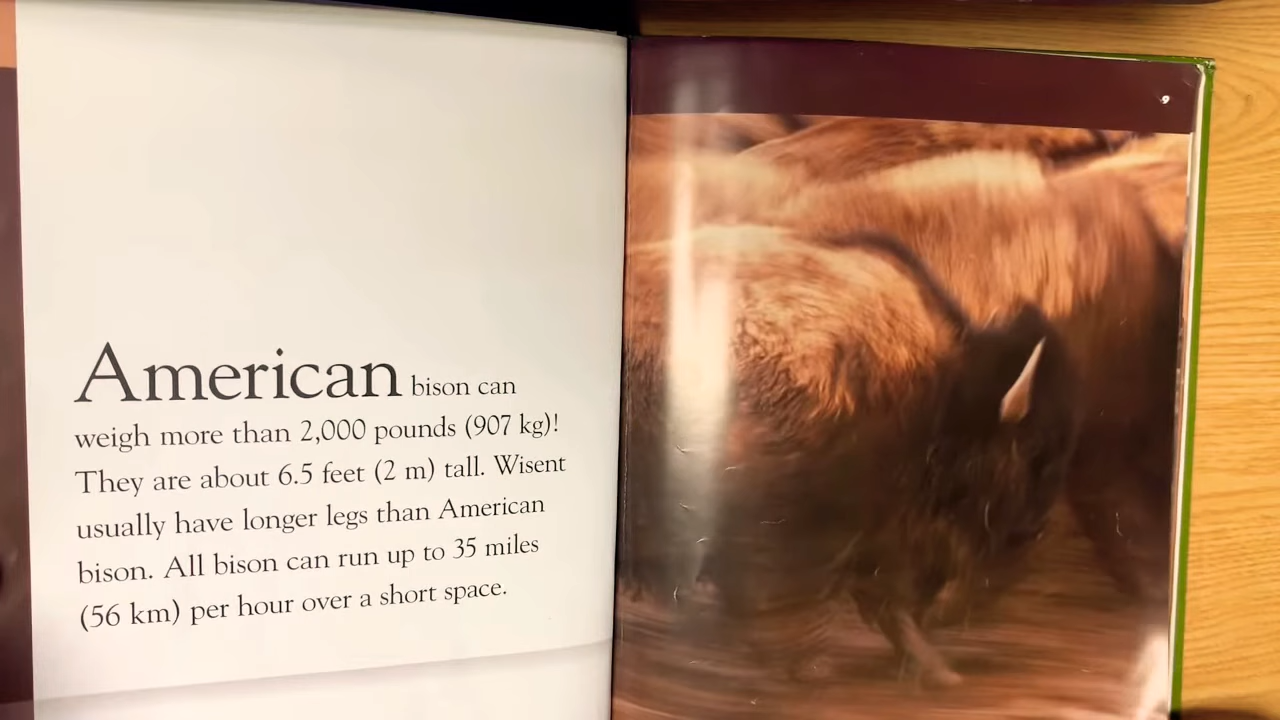 American bison can
weigh more than 2,000 pounds (907 kg)!
They are about 6.5 feet (2 m) tall. Wisent
usually have longer legs than American
bison. All bison can run up to 35 miles
(56 km) per hour over a short space.
9